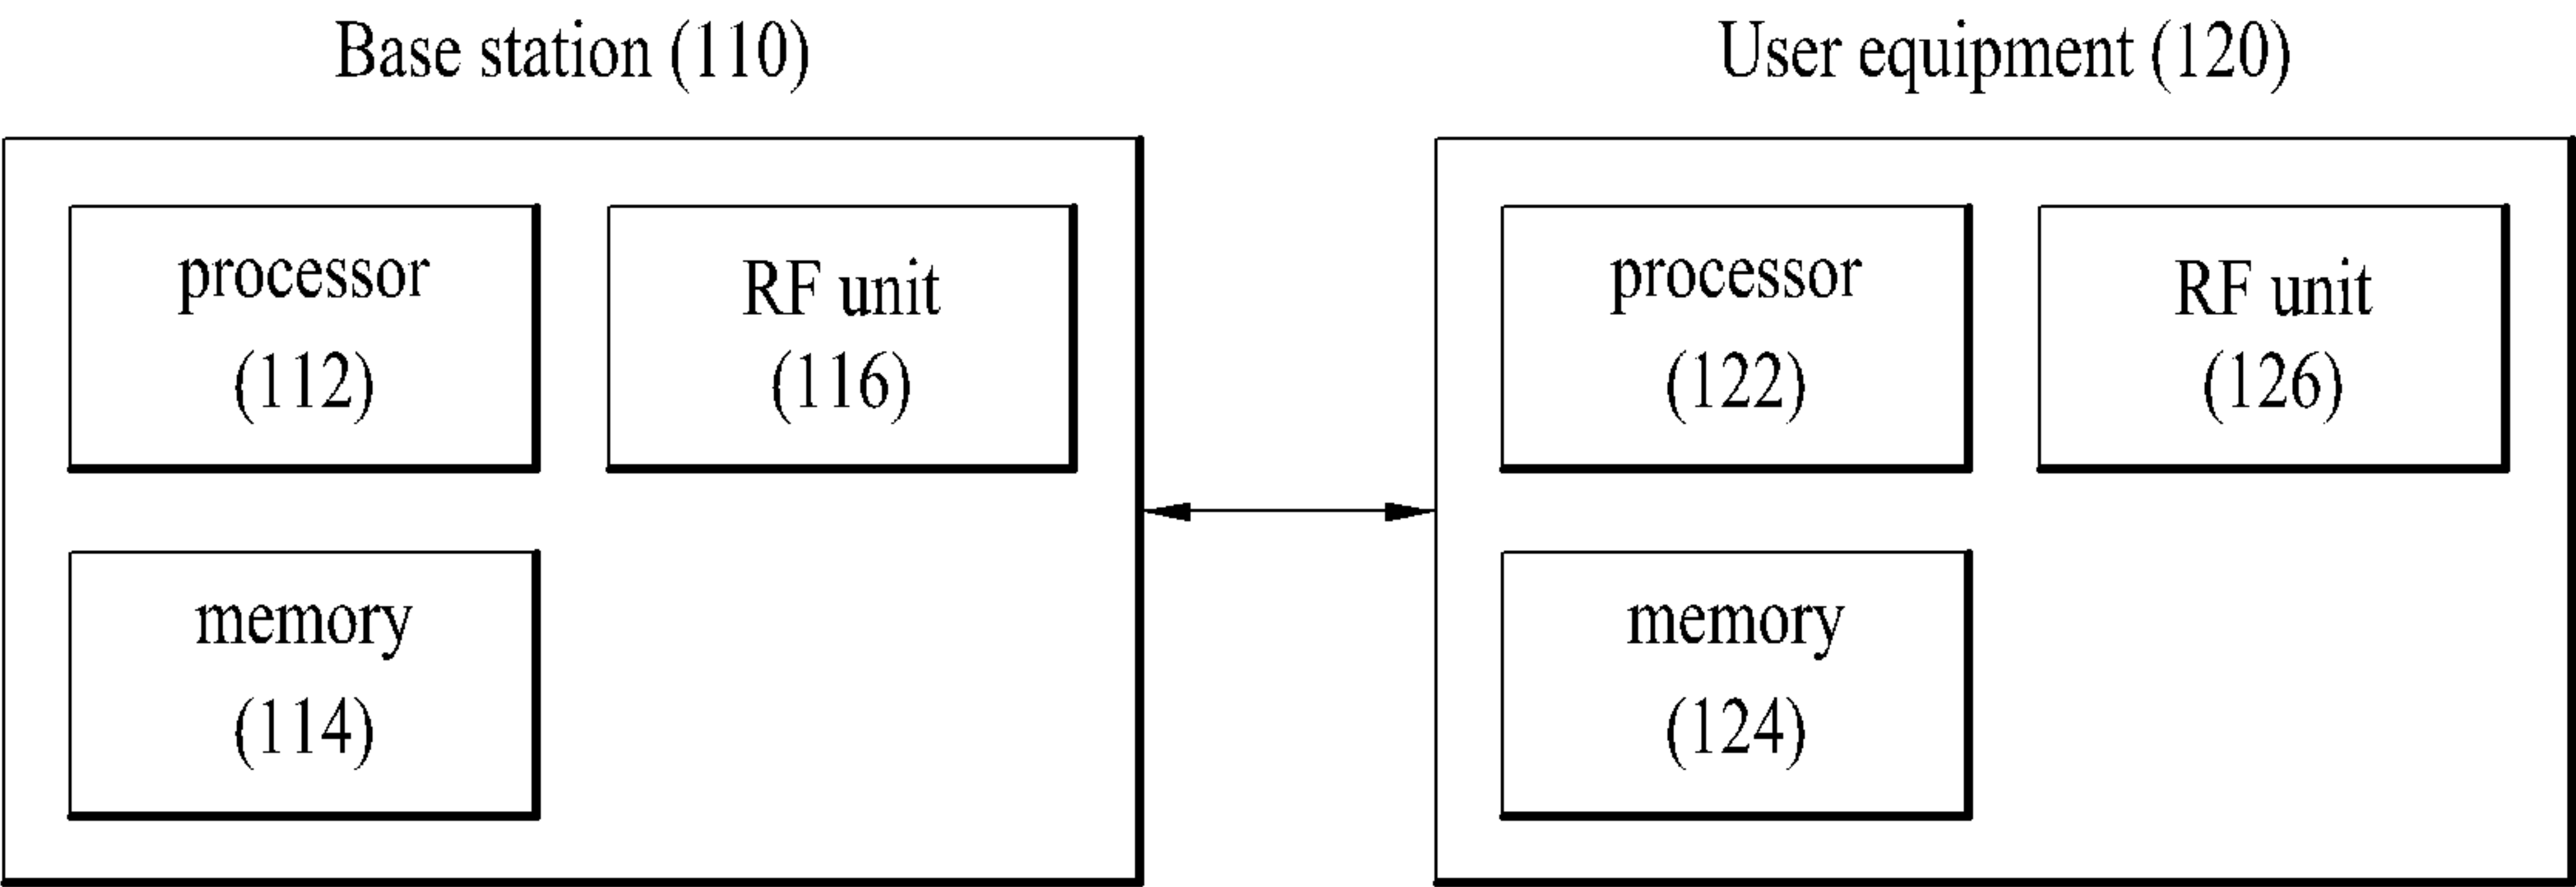 Base station (110)
User equipment (120)
processor
(112)
RF unit
(116)
memory
(114)
processor
(122)
RF unit
(126)
memory
(124)